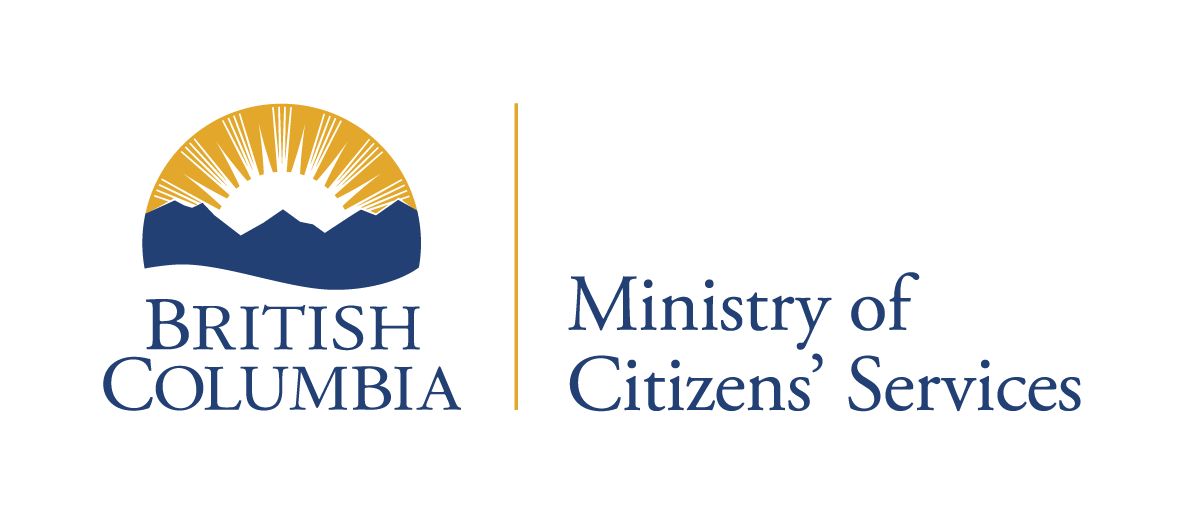 BRITISH
COLUMBIA
Ministry of
Citizens’ Services